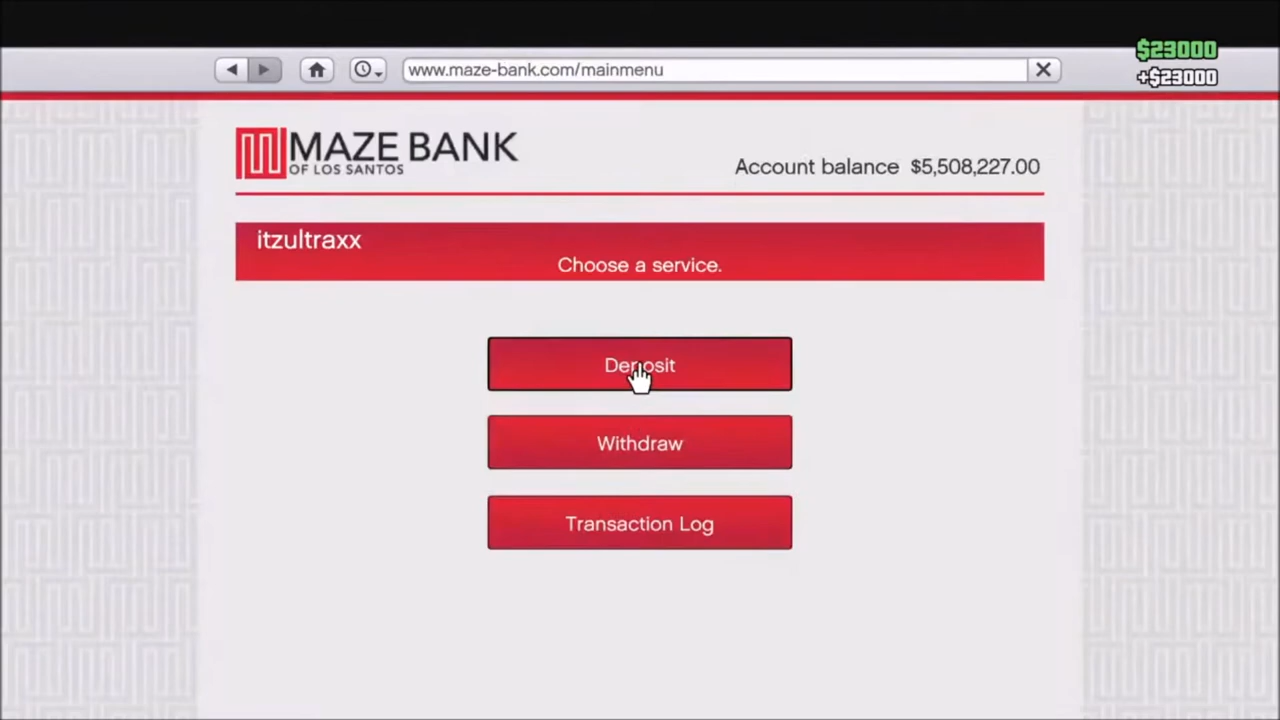 $23000
+$23000
www.maze-bank.com/mainmenu
MAZE BANK
OF LOS SANTOS
Account balance $5,508,227.00
itzultraxx
Choose a service.
Deposit
Withdraw
Transaction Log